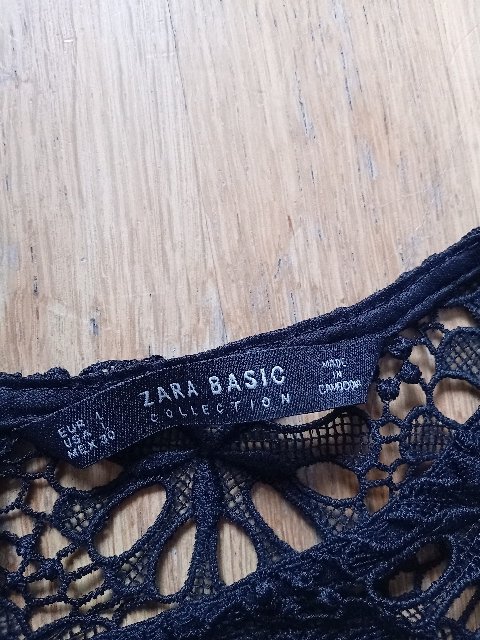 EUR
USA
MEX 30
ZARA BASIC
COLLECTION
MADE
IN
CAMBODIA